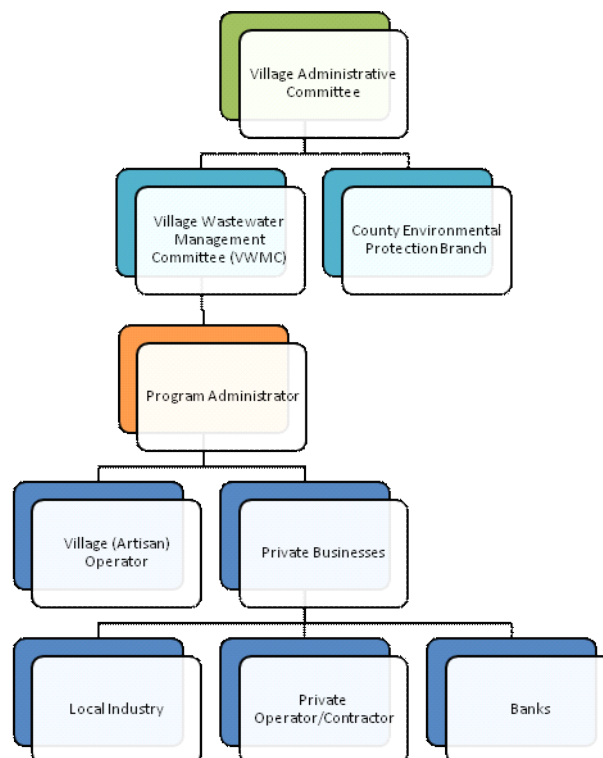 Village Administrative
Committee
Village Wastewater
Management
Committee (VWMC)
County Environmental
Protection Branch
Program Administrator
Village (Artisan)
Operator
Private Businesses
Local Industry
Private
Operator/Contractor
Banks